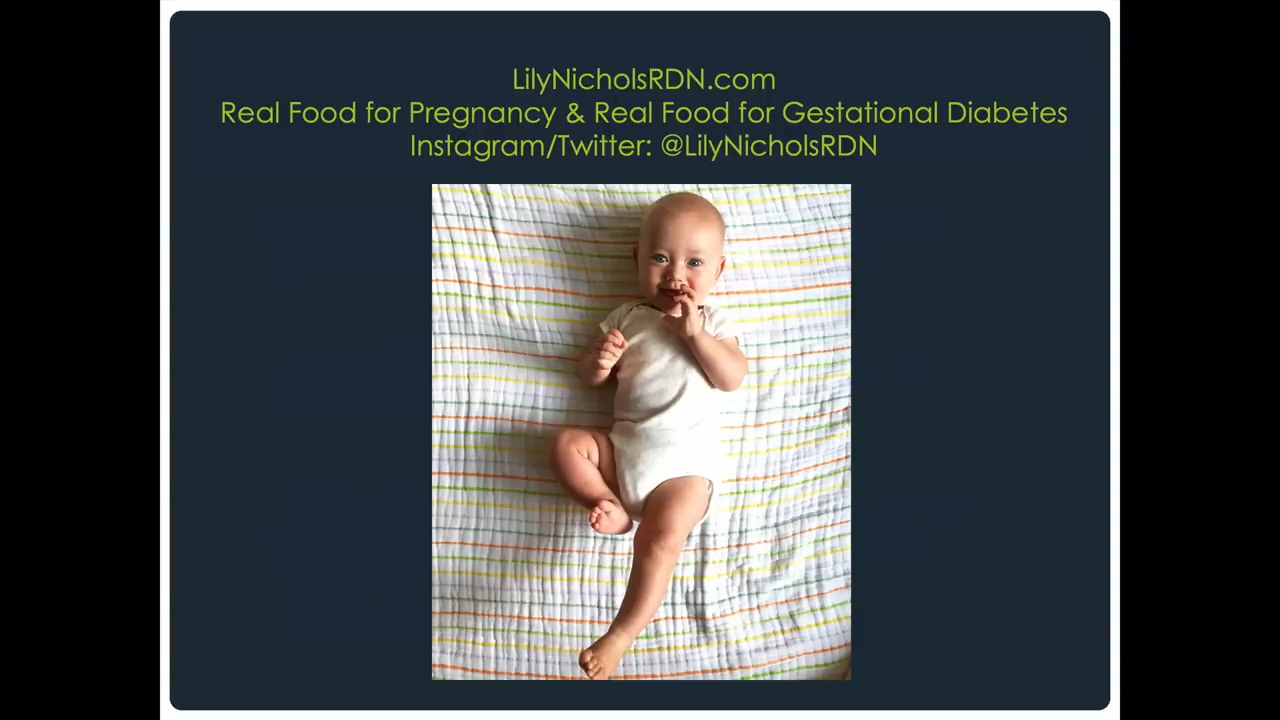 LilyNicholsRDN.com
Real Food for Pregnancy & Real Food for Gestational Diabetes
Instagram/Twitter: @LilyNicholsRDN